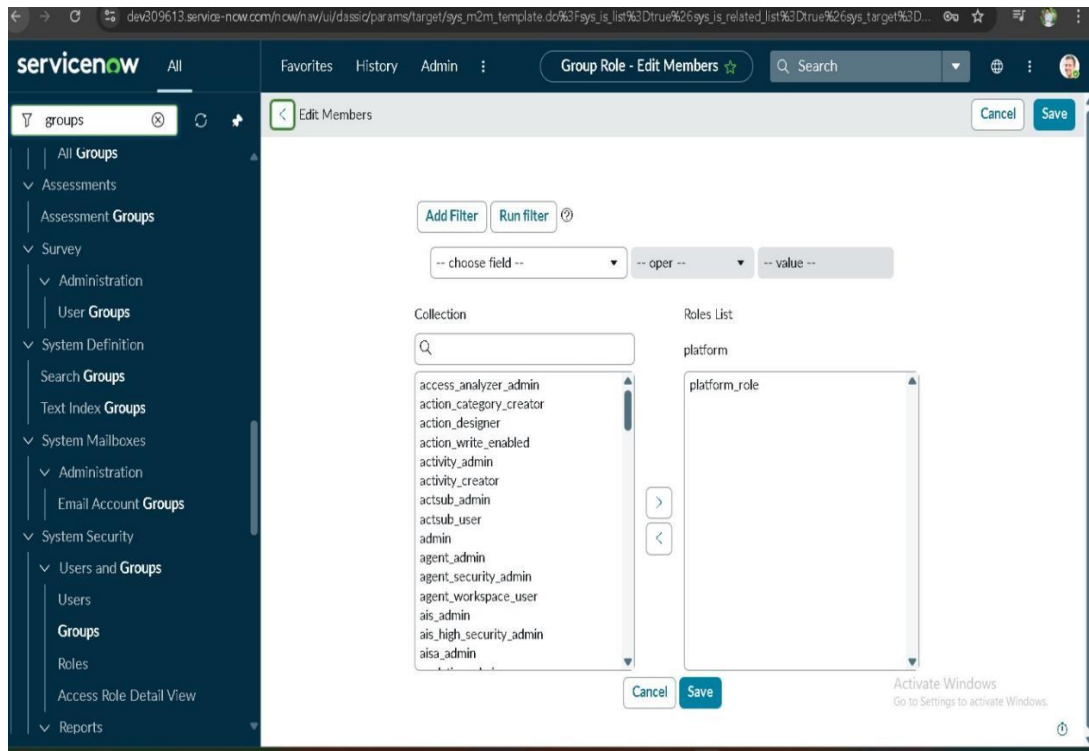 dev309613.service-now.com/now/nav/ui/classic/params/target/sys_m2m_template.do%3Fsys_is_list%3Dtrue%26sys_is_related_list%3Dtrue%26sys_target%3D...
servicenow All Favorites History Admin Group Role - Edit Members Search
groups
Edit Members
Cancel Save
All Groups
Assessments
Assessment Groups
Survey
Administration
User Groups
System Definition
Search Groups
Text Index Groups
System Mailboxes
Administration
Email Account Groups
System Security
Users and Groups
Users
Groups
Roles
Access Role Detail View
Reports
Add Filter Run filter
-- choose field -- -- oper -- -- value --
Collection
access_analyzer_admin
action_category_creator
action_designer
action_write_enabled
activity_admin
activity_creator
actsub_admin
actsub_user
admin
agent_admin
agent_security_admin
agent_workspace_user
ais_admin
ais_high_security_admin
aisa_admin
Roles List
platform
platform_role
Cancel Save
Activate Windows
Go to Settings to activate Windows.